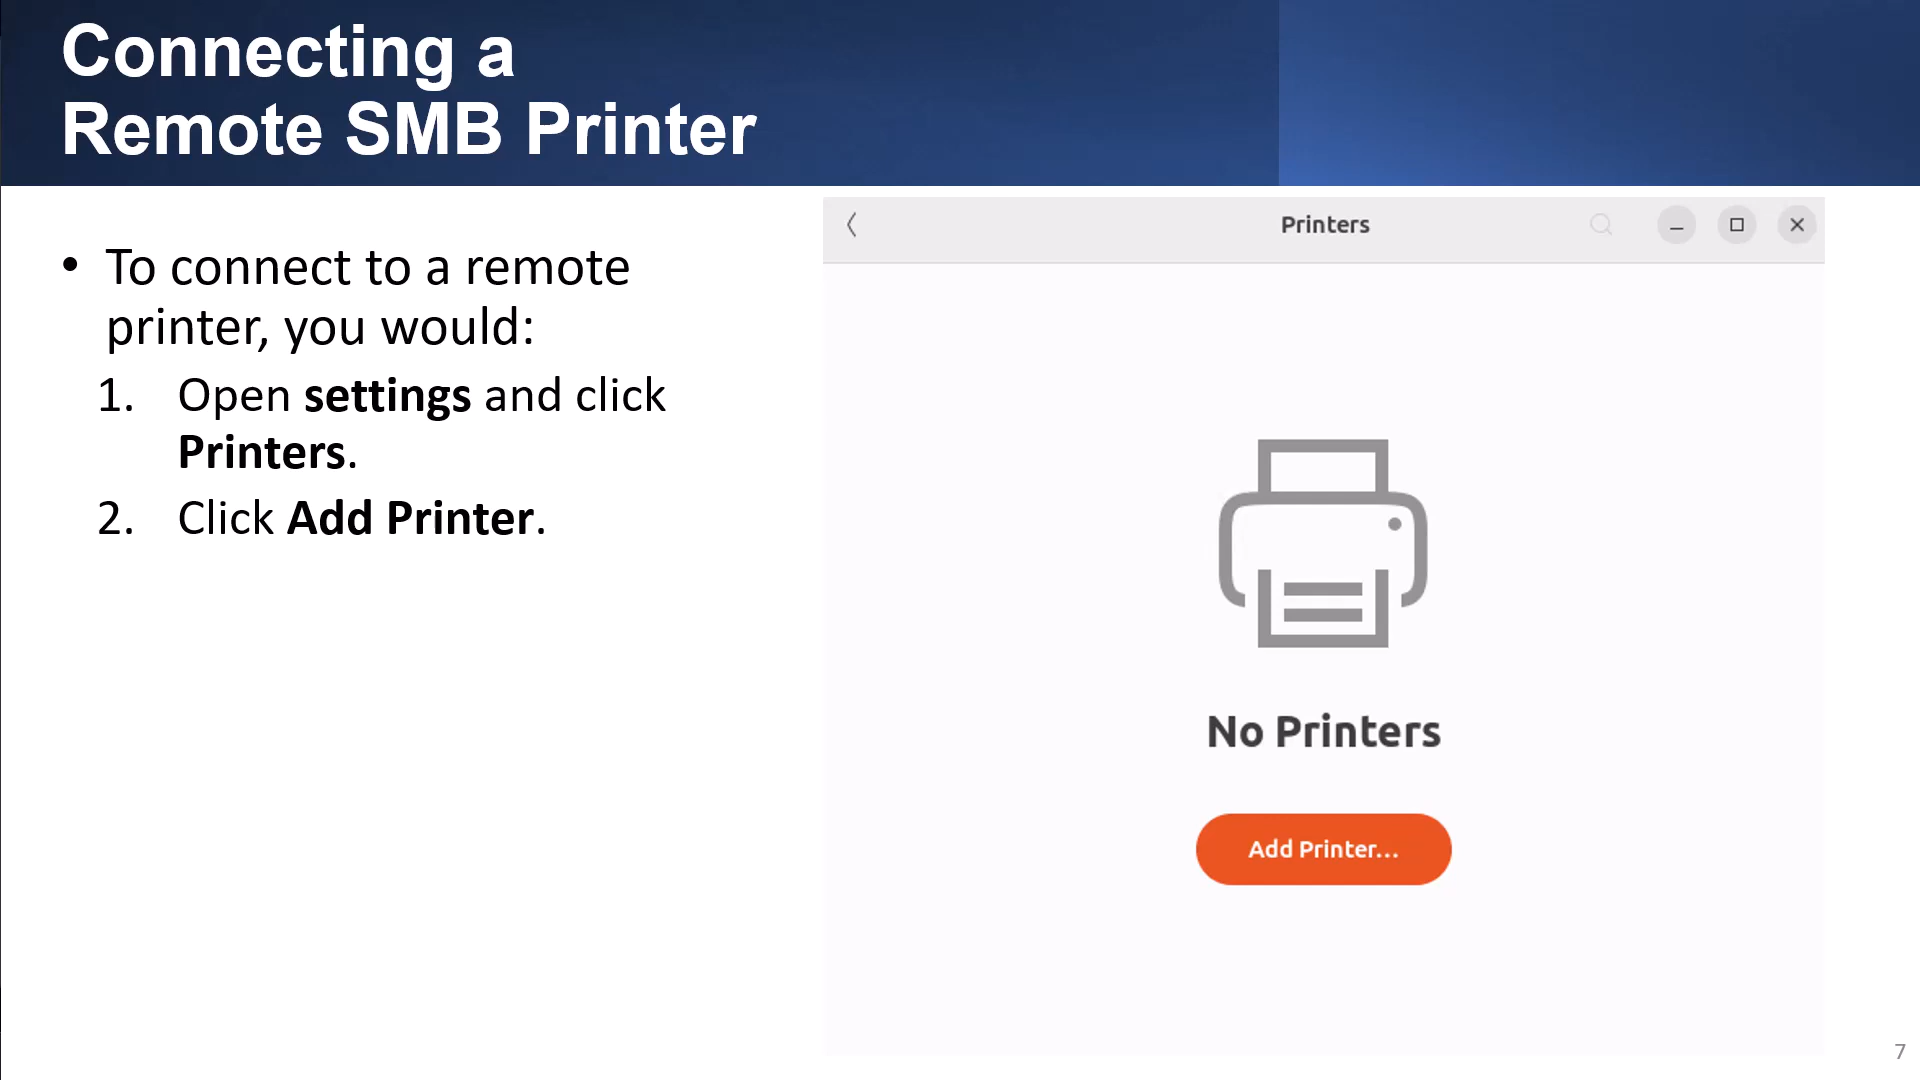 Connecting a
Remote SMB Printer
• To connect to a remote
printer, you would:
1. Open settings and click
Printers.
2. Click Add Printer.
Printers
No Printers
Add Printer...
7